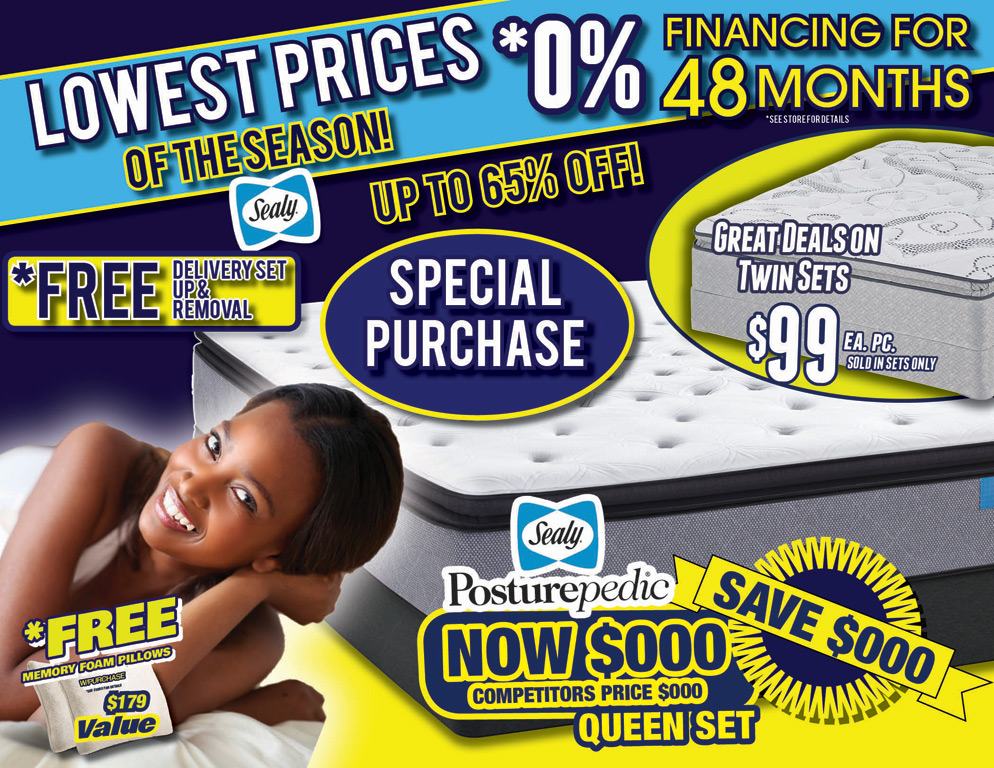 LOWEST PRICES
OF THE SEASON!
*0%
FINANCING FOR
48 MONTHS
*SEE STORE FOR DETAILS
UP TO 65% OFF!
Sealy
*FREE
DELIVERY SET
UP &
REMOVAL
SPECIAL
PURCHASE
GREAT DEALS ON
TWIN SETS
$99
EA. PC.
SOLD IN SETS ONLY
Sealy
Posturepedic
NOW $000
COMPETITORS PRICE $000
QUEEN SET
SAVE $000
*FREE
MEMORY FOAM PILLOWS
W/PURCHASE
$179
Value